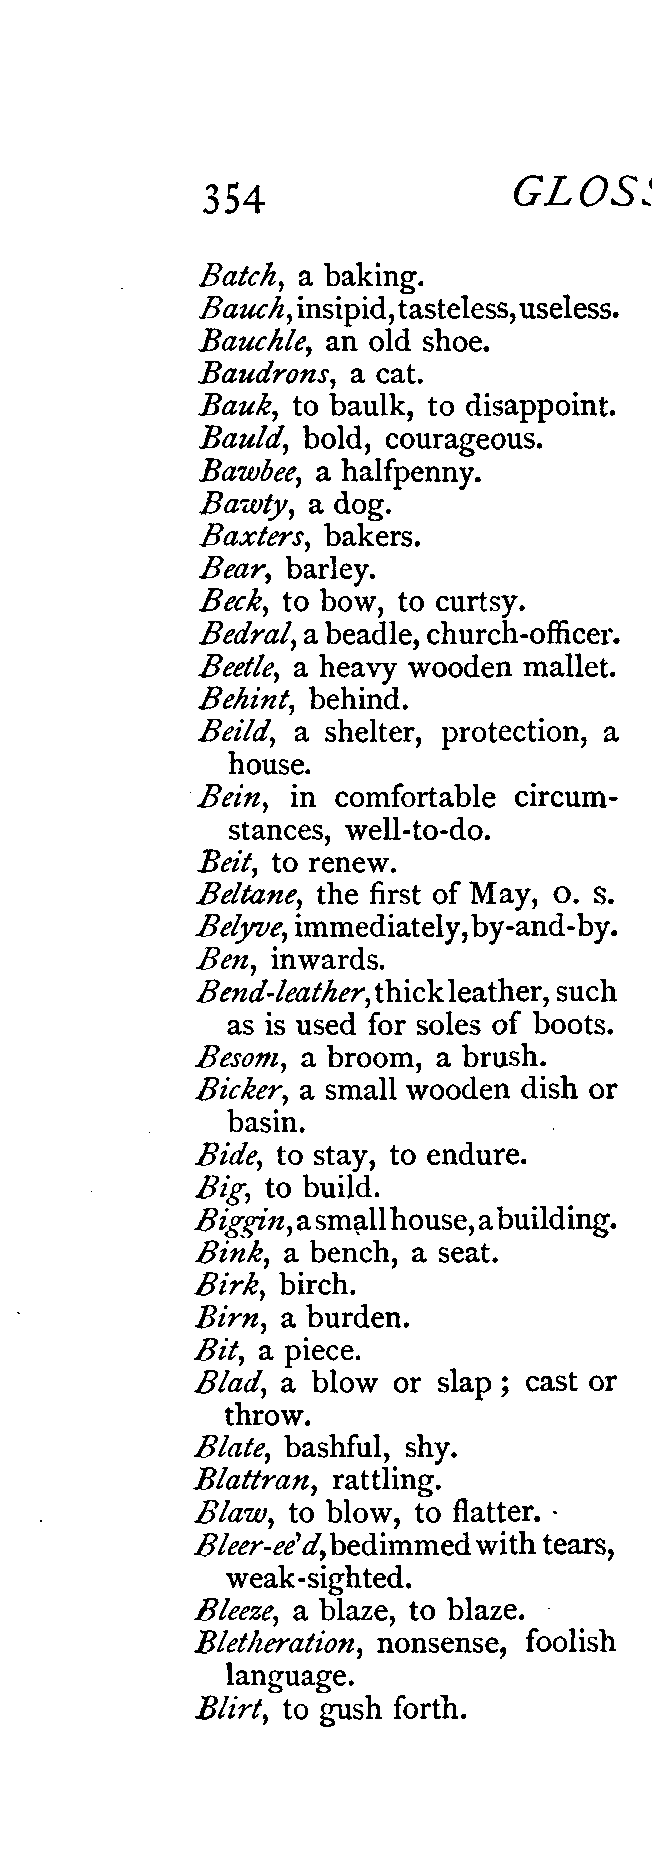 354 GLOSS
Batch, a baking.
Bauch, insipid, tasteless, useless.
Bauchle, an old shoe.
Baudrons, a cat.
Bauk, to baulk, to disappoint.
Bauld, bold, courageous.
Bawbee, a halfpenny.
Bawty, a dog.
Baxters, bakers.
Bear, barley.
Beck, to bow, to curtsy.
Bedral, a beadle, church-officer.
Beetle, a heavy wooden mallet.
Behint, behind.
Beild, a shelter, protection, a
house.
Bein, in comfortable circum-
stances, well-to-do.
Beit, to renew.
Beltane, the first of May, O. S.
Belyve, immediately, by-and-by.
Ben, inwards.
Bend-leather, thick leather, such
as is used for soles of boots.
Besom, a broom, a brush.
Bicker, a small wooden dish or
basin.
Bide, to stay, to endure.
Big, to build.
Biggin, a small house, a building.
Bink, a bench, a seat.
Birk, birch.
Birn, a burden.
Bit, a piece.
Blad, a blow or slap; cast or
throw.
Blate, bashful, shy.
Blattran, rattling.
Blaw, to blow, to flatter.
Bleer-ee'd, bedimmed with tears,
weak-sighted.
Bleeze, a blaze, to blaze.
Bletheration, nonsense, foolish
language.
Blirt, to gush forth.